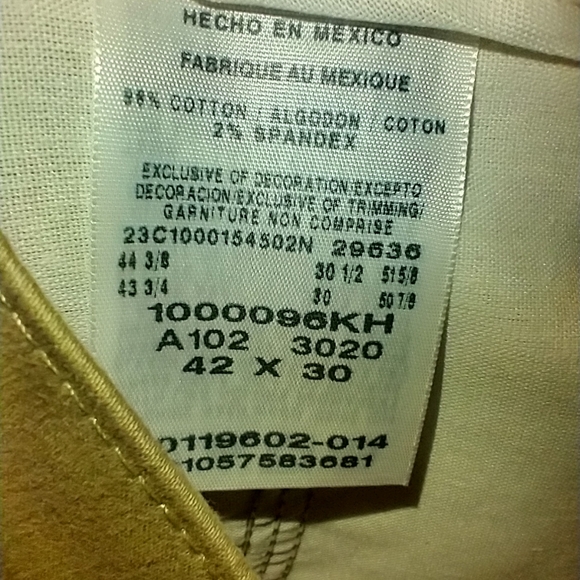 HECHO EN MEXICO
FABRIQUE AU MEXIQUE
98% COTTON / ALGODON / COTON
2% SPANDEX
EXCLUSIVE OF DECORATION/EXCEPTO
DECORACION/EXCLUSIVE OF TRIMMING/
GARNITURE NON COMPRISE
23C1000154502N 29636
44 3/8 30 1/2 51 5/8
43 3/4 30 50 7/8
1000096KH
A102 3020
42 X 30
0119602-014
1057583681